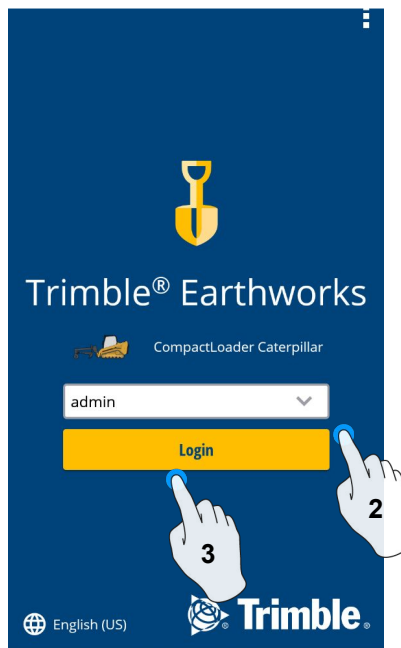 Trimble® Earthworks
CompactLoader Caterpillar
admin
Login
2
3
English (US)
Trimble®